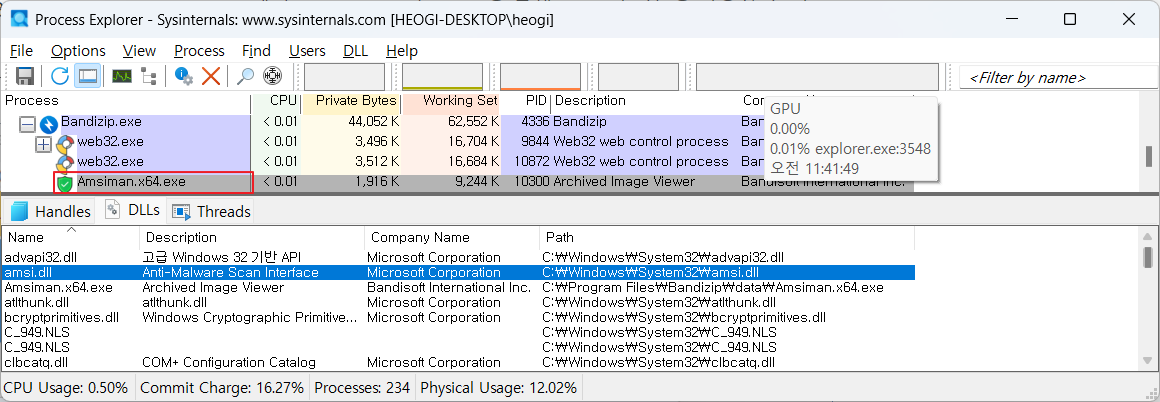 Process Explorer - Sysinternals: www.sysinternals.com [HEOGI-DESKTOP\heogi]
File Options View Process Find Users DLL Help
<Filter by name>
Process CPU Private Bytes Working Set PID Description
Bandizip.exe < 0.01 44,052 K 62,552 K 4336 Bandizip
web32.exe < 0.01 3,496 K 16,704 K 9844 Web32 web control process
web32.exe < 0.01 3,512 K 16,684 K 10872 Web32 web control process
Amsiman.x64.exe < 0.01 1,916 K 9,244 K 10300 Archived Image Viewer Bandisoft International Inc.
GPU
0.00%
0.01% explorer.exe:3548
오전 11:41:49
Handles DLLs Threads
Name Description Company Name Path
advapi32.dll 고급 Windows 32 기반 API Microsoft Corporation C:₩Windows₩System32₩advapi32.dll
amsi.dll Anti-Malware Scan Interface Microsoft Corporation C:₩Windows₩System32₩amsi.dll
Amsiman.x64.exe Archived Image Viewer Bandisoft International Inc. C:₩Program Files₩Bandizip₩data₩Amsiman.x64.exe
atlthunk.dll atlthunk.dll Microsoft Corporation C:₩Windows₩System32₩atlthunk.dll
bcryptprimitives.dll Windows Cryptographic Primitive... Microsoft Corporation C:₩Windows₩System32₩bcryptprimitives.dll
C_949.NLS C:₩Windows₩System32₩C_949.NLS
C_949.NLS C:₩Windows₩System32₩C_949.NLS
clbcatq.dll COM+ Configuration Catalog Microsoft Corporation C:₩Windows₩System32₩clbcatq.dll
CPU Usage: 0.50% Commit Charge: 16.27% Processes: 234 Physical Usage: 12.02%